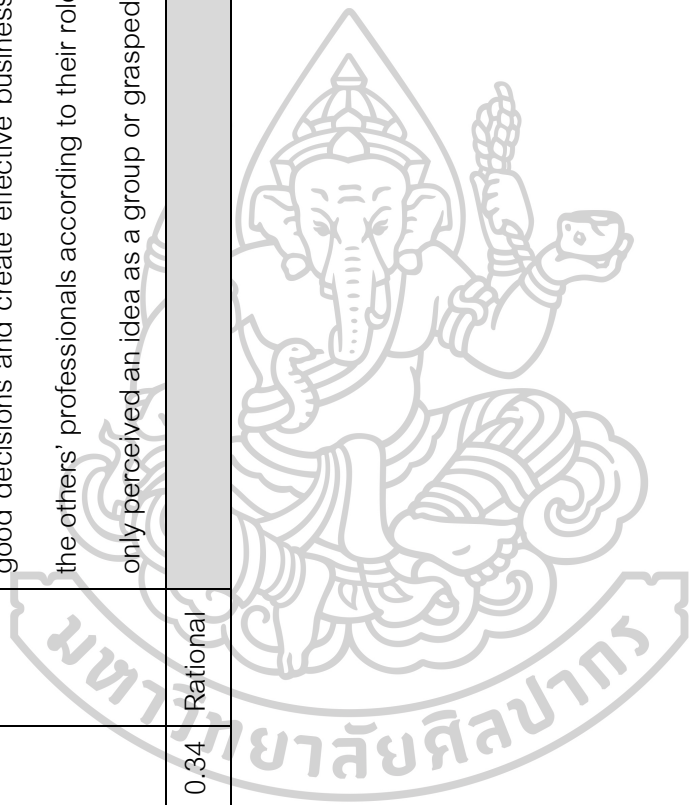 good decisions and create effective business
the others' professionals according to their role
only perceived an idea as a group or grasped
0.34 Rational
มหาวิทยาลัยศิลปากร